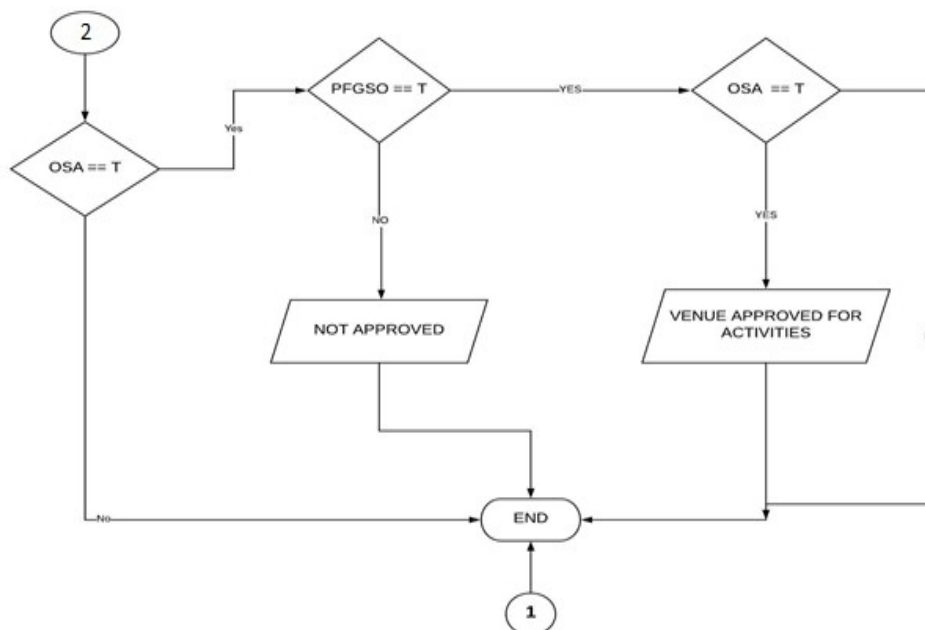 2
PFGSO == T
OSA == T
YES
Yes
OSA == T
NO
YES
NOT APPROVED
VENUE APPROVED FOR
ACTIVITIES
No
END
1